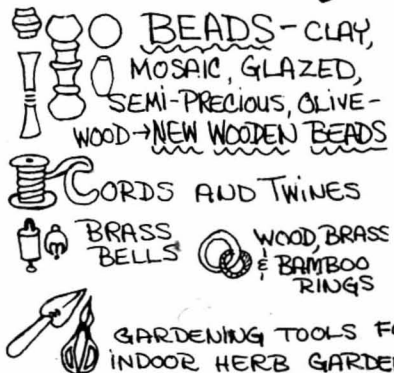 BEADS - CLAY,
MOSAIC, GLAZED,
SEMI-PRECIOUS, OLIVE-
WOOD→NEW WOODEN BEADS
CORDS AND TWINES
BRASS
BELLS
WOOD, BRASS
& BAMBOO
RINGS
GARDENING TOOLS F
INDOOR HERB GARDE